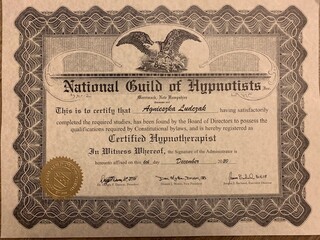 National Guild of Hypnotists, Inc.
Merrimack, New Hampshire
This is to certify that Agnieszka Ludczak having satisfactorily
completed the required studies, has been found by the Board of Directors to possess the
qualifications required by Constitutional by laws, and is hereby registered as
Certified Hypnotherapist
In Witness Whereof, the Signature of the Administrator is
hereunto affixed on this day December